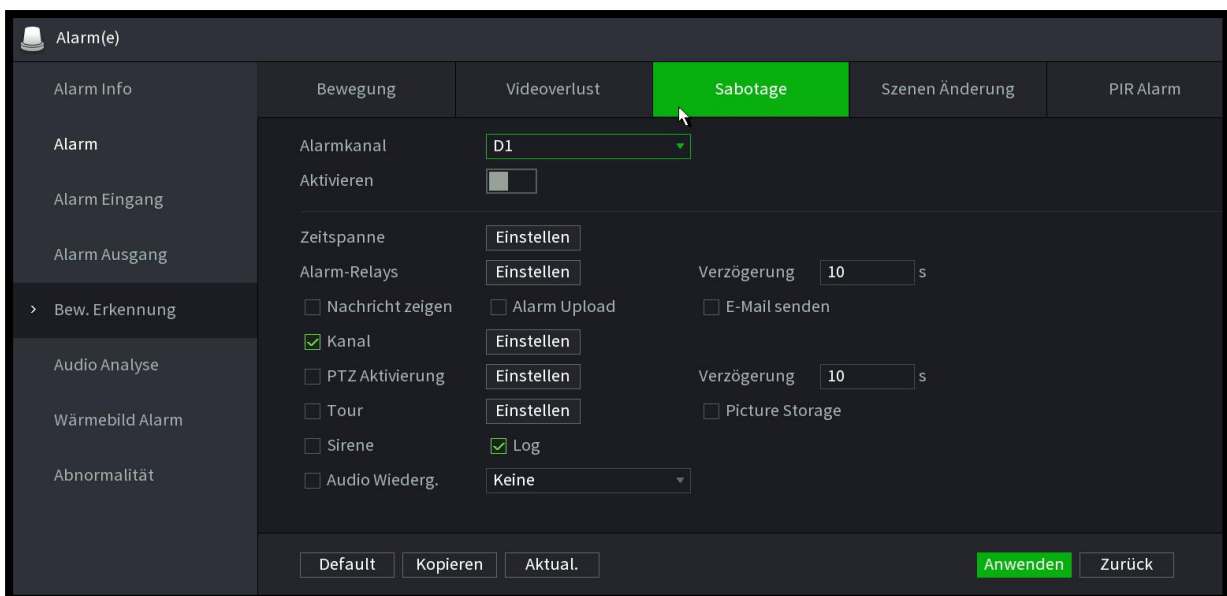 Alarm(e)
Alarm Info
Alarm
Alarm Eingang
Alarm Ausgang
Bew. Erkennung
Audio Analyse
Wärmebild Alarm
Abnormalität
Bewegung Videoverlust Sabotage Szenen Änderung PIR Alarm
Alarmkanal D1
Aktivieren
Zeitspanne Einstellen
Alarm-Relays Einstellen Verzögerung 10 s
Nachricht zeigen Alarm Upload E-Mail senden
Kanal Einstellen
PTZ Aktivierung Einstellen Verzögerung 10 s
Tour Einstellen Picture Storage
Sirene Log
Audio Wiederg. Keine
Default Kopieren Aktual. Anwenden Zurück